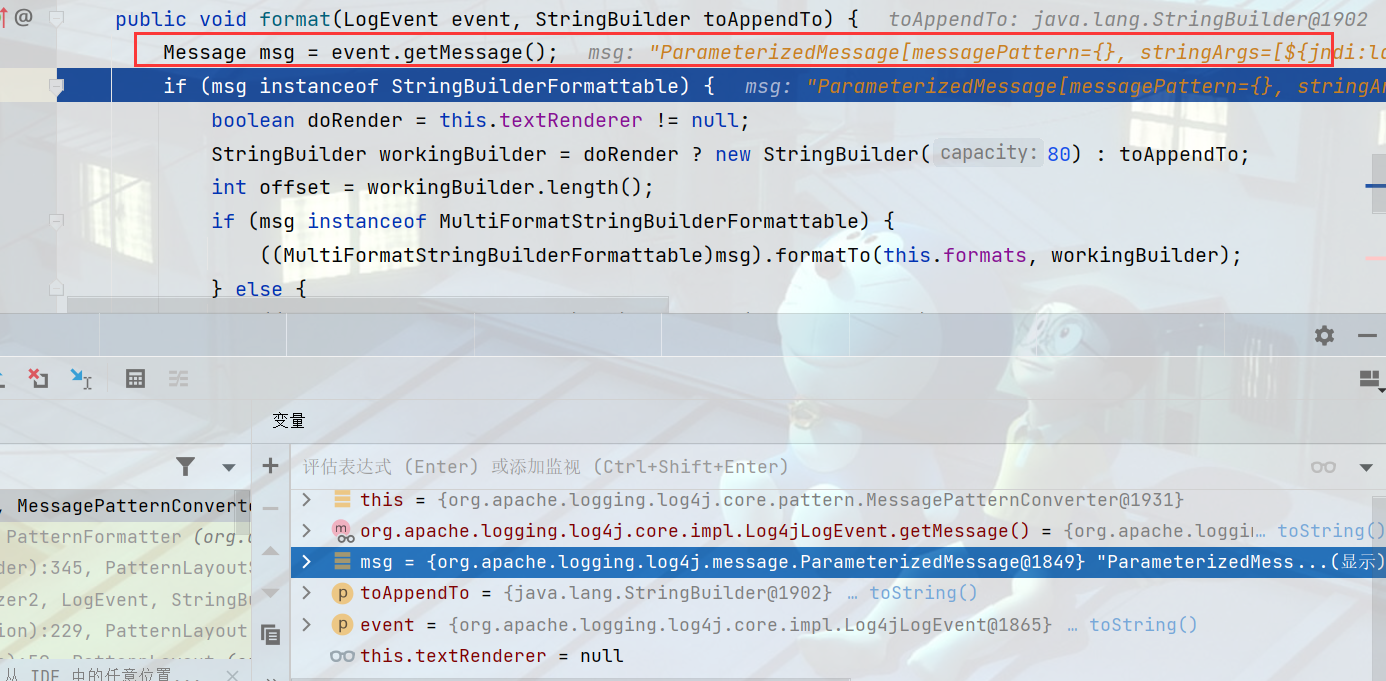 public void format(LogEvent event, StringBuilder toAppendTo) { toAppendTo: java.lang.StringBuilder@1902
Message msg = event.getMessage(); msg: "ParameterizedMessage[messagePattern={}, stringArgs=[${jndi:lo
if (msg instanceof StringBuilderFormattable) { msg: "ParameterizedMessage[messagePattern={}, stringAr
boolean doRender = this.textRenderer != null;
StringBuilder workingBuilder = doRender ? new StringBuilder( capacity: 80) : toAppendTo;
int offset = workingBuilder.length();
if (msg instanceof MultiFormatStringBuilderFormattable) {
((MultiFormatStringBuilderFormattable)msg).formatTo(this.formats, workingBuilder);
} else {
变量
评估表达式 (Enter) 或添加监视 (Ctrl+Shift+Enter)
, MessagePatternConverte
this = {org.apache.logging.log4j.core.pattern.MessagePatternConverter@1931}
org.apache.logging.log4j.core.impl.Log4jLogEvent.getMessage() = {org.apache.loggin... toString()
PatternFormatter (org.
msg = {org.apache.logging.log4j.message.ParameterizedMessage@1849} "ParameterizedMess...(显示)
der):345, PatternLayout
toAppendTo = {java.lang.StringBuilder@1902} ... toString()
zer2, LogEvent, StringBu
event = {org.apache.logging.log4j.core.impl.Log4jLogEvent@1865} ... toString()
ion):229, PatternLayout
this.textRenderer = null
从 IDE 中的任意位置...